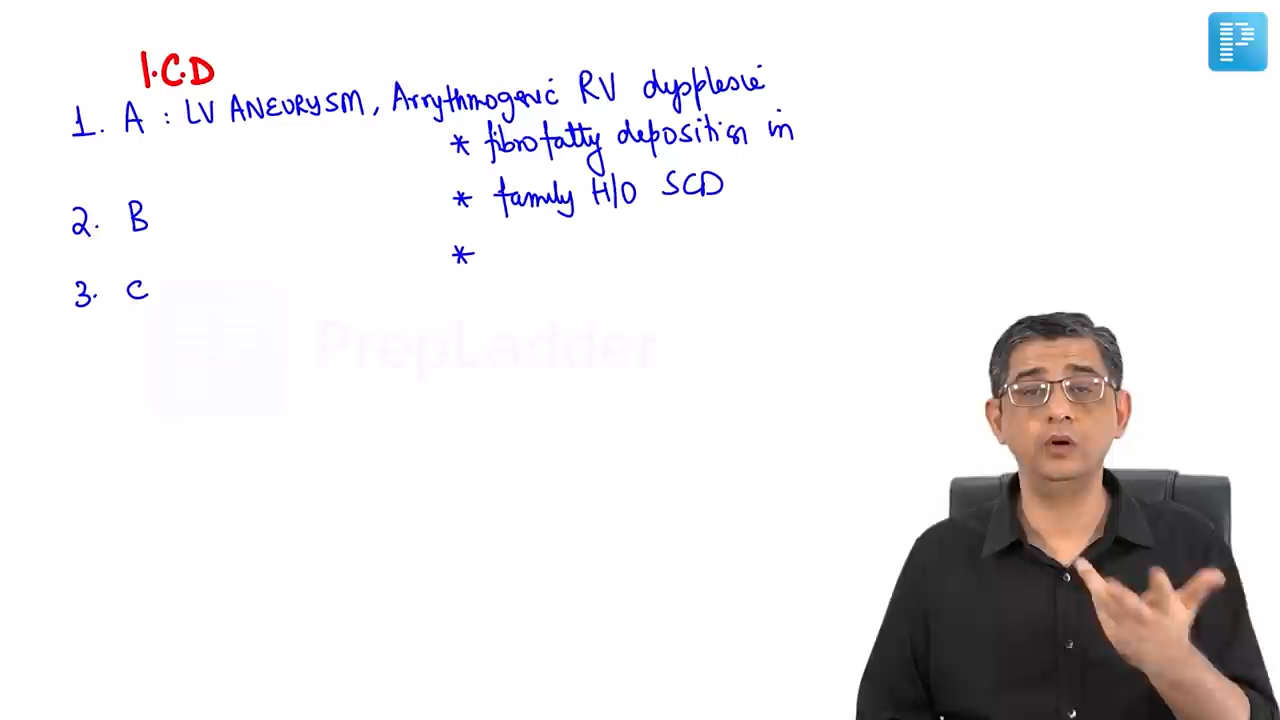 I.C.D
1. A : LV ANEURYSM, Arrythmogenic RV dysplasia
* fibrofatty deposition in
* family H/O SCD
2. B
*
3. C
PrepLadder